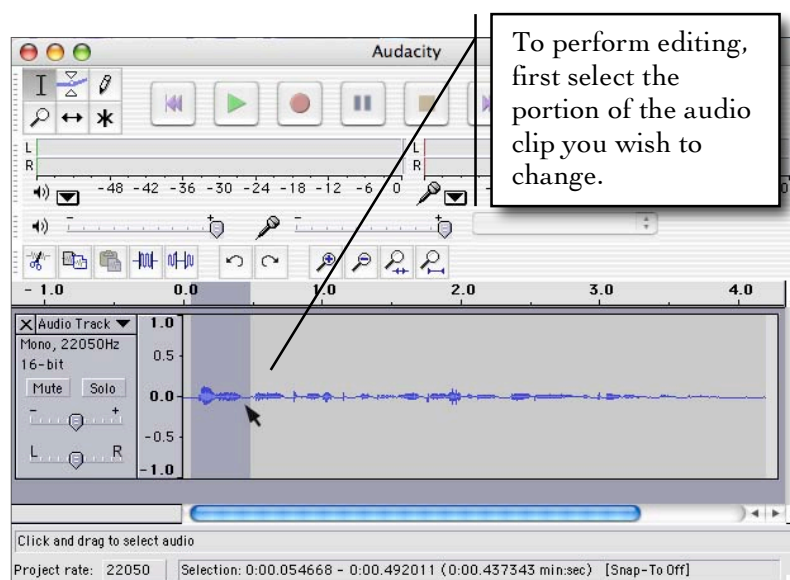 Audacity
To perform editing,
first select the
portion of the audio
clip you wish to
change.
L
R
L
R
-48 -42 -36 -30 -24 -18 -12 -6 0
- +
- +
- 1.0 0.0 1.0 2.0 3.0 4.0
X Audio Track
Mono, 22050Hz
16-bit
Mute Solo
- +
L R
1.0
0.5
0.0
-0.5
-1.0
Click and drag to select audio
Project rate: 22050 Selection: 0:00.054668 - 0:00.492011 (0:00.437343 min:sec) [Snap-To Off]